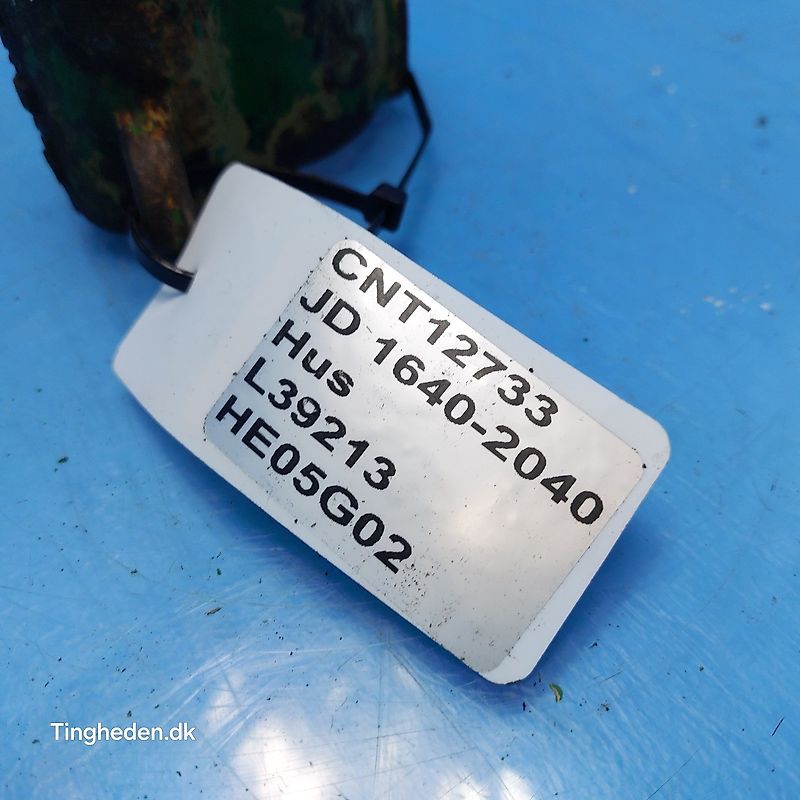 CNT12733
JD 1640-2040
Hus
L39213
HE05G02
Tingheden.dk